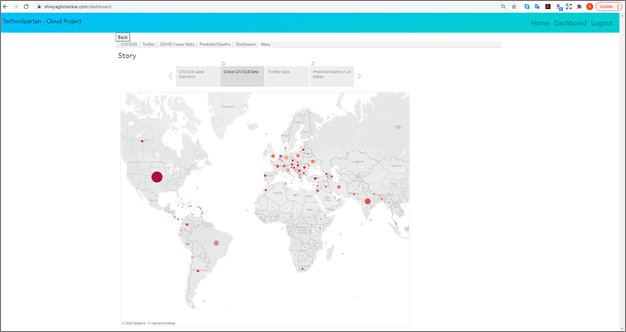 shreyaghotankar.com/dashboard
Update
TechnoSpartan - Cloud Project
Home Dashboard Logout
Back
COVID19 Twitter COVID Cases Stats Predicted Deaths Dashboard Story
Story
COVID19 Cases Statistics
Global COVID19 Data
Twitter Data
Predicted Deaths in US states
© 2020 Mapbox © OpenStreetMap